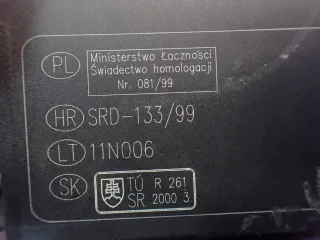 PL Ministerstwo Łaczności
Świadectwo homologacji
Nr. 081/99
HR SRD-133/99
LT 11N006
SK TÚ R 261
SR 2000 3